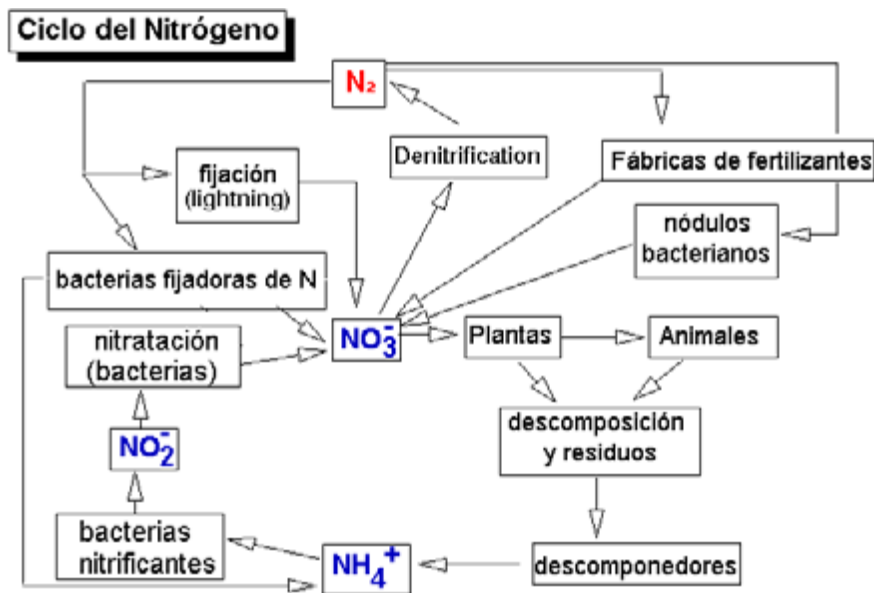 Ciclo del Nitrógeno
N₂
Denitrification
Fábricas de fertilizantes
fijación
(lightning)
nódulos
bacterianos
bacterias fijadoras de N
nitratación
(bacterias)
NO₃⁻
Plantas
Animales
NO₂⁻
descomposición
y residuos
bacterias
nitrificantes
NH₄⁺
descomponedores